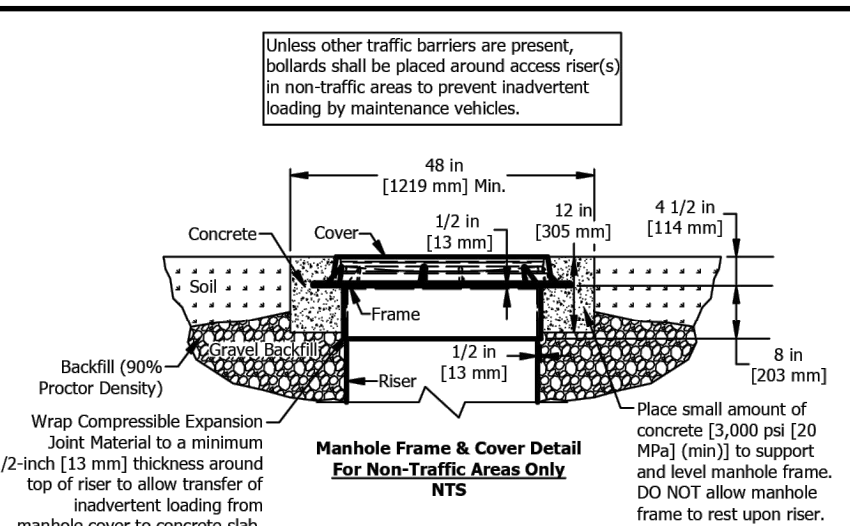 Unless other traffic barriers are present,
bollards shall be placed around access riser(s)
in non-traffic areas to prevent inadvertent
loading by maintenance vehicles.
48 in
[1219 mm] Min.
12 in
[305 mm]
4 1/2 in
[114 mm]
1/2 in
[13 mm]
Concrete
Cover
Soil
Frame
Gravel Backfill
1/2 in
[13 mm]
8 in
[203 mm]
Backfill (90%
Proctor Density)
Riser
Wrap Compressible Expansion
Joint Material to a minimum
/2-inch [13 mm] thickness around
top of riser to allow transfer of
inadvertent loading from
manhole cover to concrete slab.
Manhole Frame & Cover Detail
For Non-Traffic Areas Only
NTS
Place small amount of
concrete [3,000 psi [20
MPa] (min)] to support
and level manhole frame.
DO NOT allow manhole
frame to rest upon riser.